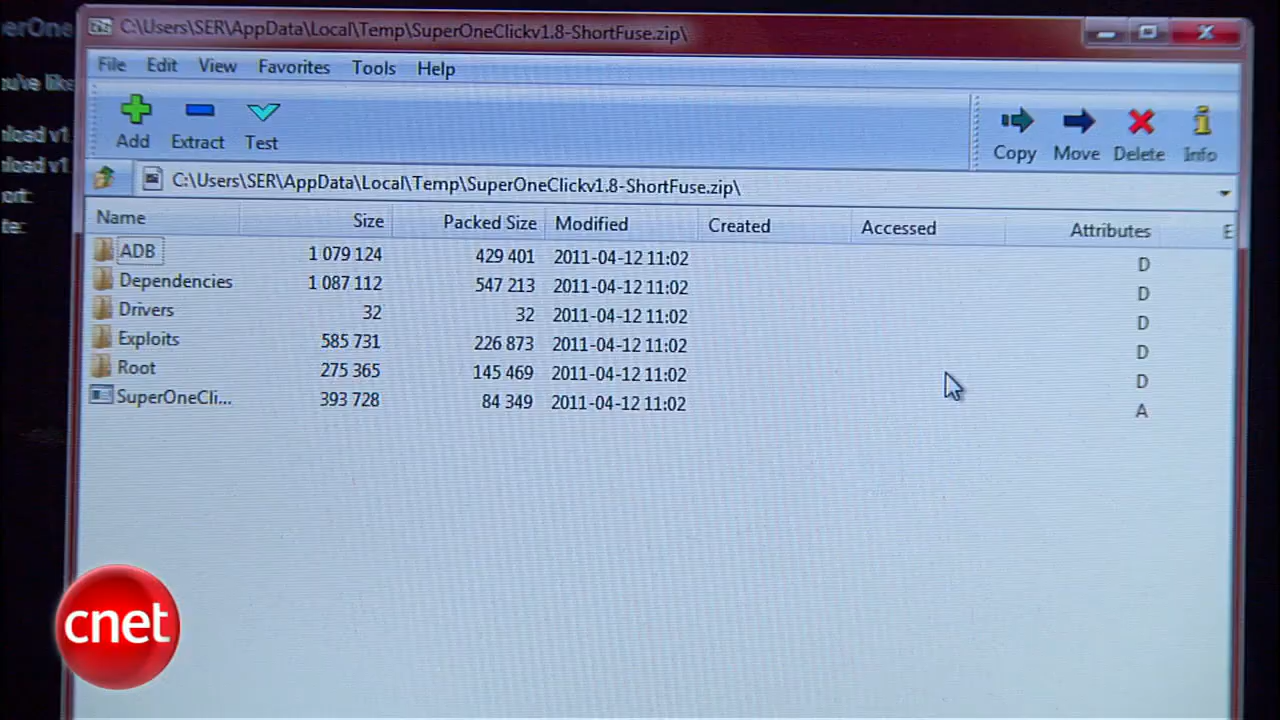 C:\Users\SER\AppData\Local\Temp\SuperOneClickv1.8-ShortFuse.zip\
File Edit View Favorites Tools Help
Add Extract Test Copy Move Delete Info
C:\Users\SER\AppData\Local\Temp\SuperOneClickv1.8-ShortFuse.zip\
Name Size Packed Size Modified Created Accessed Attributes E
ADB 1 079 124 429 401 2011-04-12 11:02 D
Dependencies 1 087 112 547 213 2011-04-12 11:02 D
Drivers 32 32 2011-04-12 11:02 D
Exploits 585 731 226 873 2011-04-12 11:02 D
Root 275 365 145 469 2011-04-12 11:02 D
SuperOneCli... 393 728 84 349 2011-04-12 11:02 A
cnet